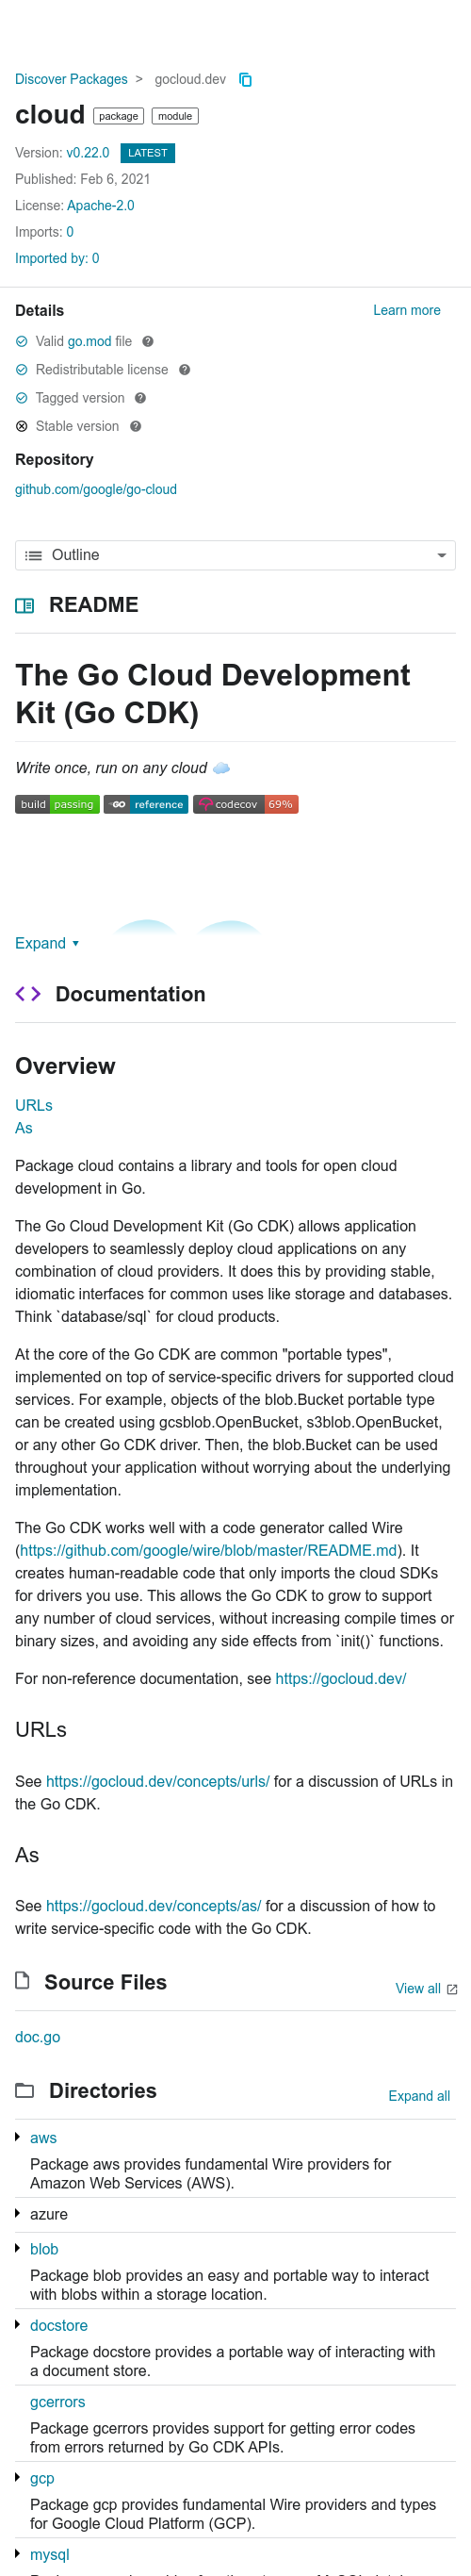 Discover Packages > gocloud.dev
cloud package module
Version: v0.22.0 LATEST
Published: Feb 6, 2021
License: Apache-2.0
Imports: 0
Imported by: 0
Details Learn more
Valid go.mod file
Redistributable license
Tagged version
Stable version
Repository
github.com/google/go-cloud
Outline
README
The Go Cloud Development
Kit (Go CDK)
Write once, run on any cloud
build passing GO reference codecov 69%
Expand
Documentation
Overview
URLs
As
Package cloud contains a library and tools for open cloud
development in Go.
The Go Cloud Development Kit (Go CDK) allows application
developers to seamlessly deploy cloud applications on any
combination of cloud providers. It does this by providing stable,
idiomatic interfaces for common uses like storage and databases.
Think `database/sql` for cloud products.
At the core of the Go CDK are common "portable types",
implemented on top of service-specific drivers for supported cloud
services. For example, objects of the blob.Bucket portable type
can be created using gcsblob.OpenBucket, s3blob.OpenBucket,
or any other Go CDK driver. Then, the blob.Bucket can be used
throughout your application without worrying about the underlying
implementation.
The Go CDK works well with a code generator called Wire
(https://github.com/google/wire/blob/master/README.md). It
creates human-readable code that only imports the cloud SDKs
for drivers you use. This allows the Go CDK to grow to support
any number of cloud services, without increasing compile times or
binary sizes, and avoiding any side effects from `init()` functions.
For non-reference documentation, see https://gocloud.dev/
URLs
See https://gocloud.dev/concepts/urls/ for a discussion of URLs in
the Go CDK.
As
See https://gocloud.dev/concepts/as/ for a discussion of how to
write service-specific code with the Go CDK.
Source Files View all
doc.go
Directories Expand all
aws
Package aws provides fundamental Wire providers for
Amazon Web Services (AWS).
azure
blob
Package blob provides an easy and portable way to interact
with blobs within a storage location.
docstore
Package docstore provides a portable way of interacting with
a document store.
gcerrors
Package gcerrors provides support for getting error codes
from errors returned by Go CDK APIs.
gcp
Package gcp provides fundamental Wire providers and types
for Google Cloud Platform (GCP).
mysql